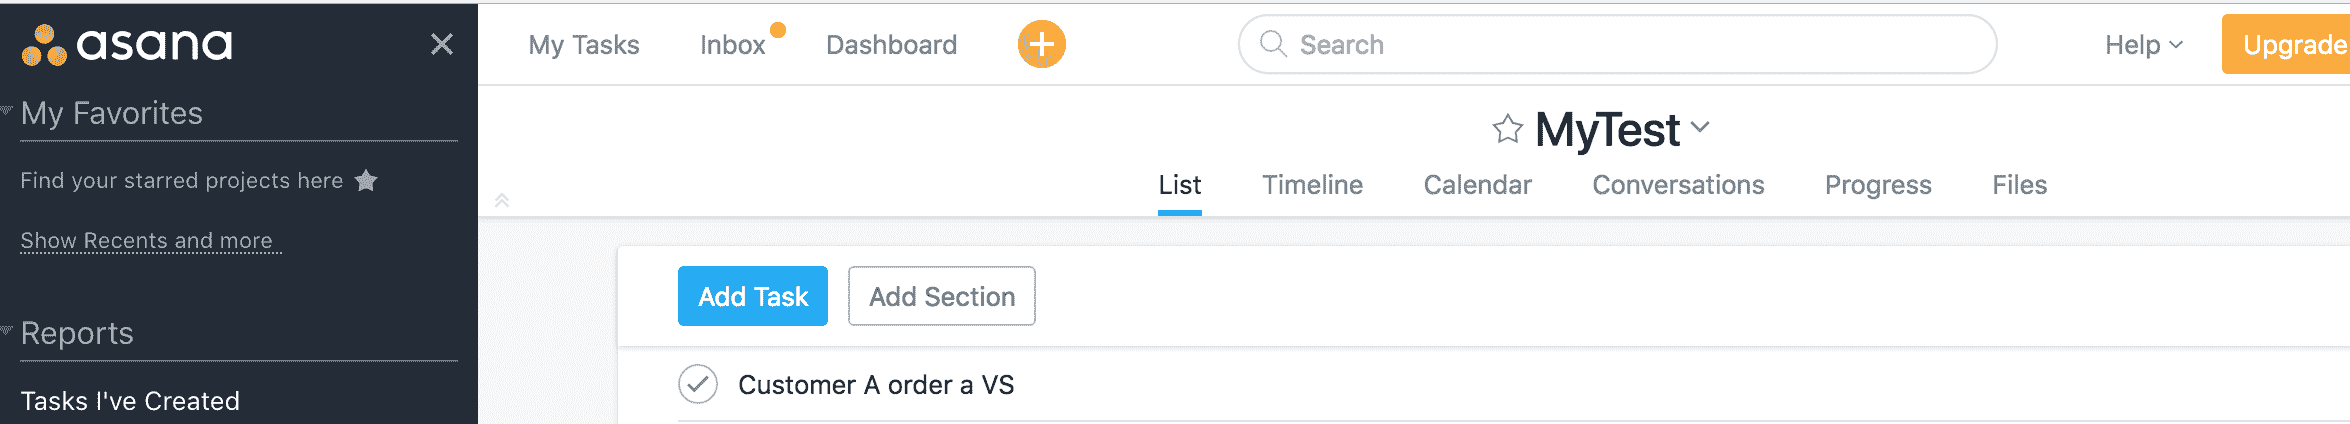 asana
My Tasks
Inbox
Dashboard
Search
Help
Upgrade
My Favorites
Find your starred projects here
Show Recents and more
Reports
Tasks I've Created
MyTest
List
Timeline
Calendar
Conversations
Progress
Files
Add Task
Add Section
Customer A order a VS